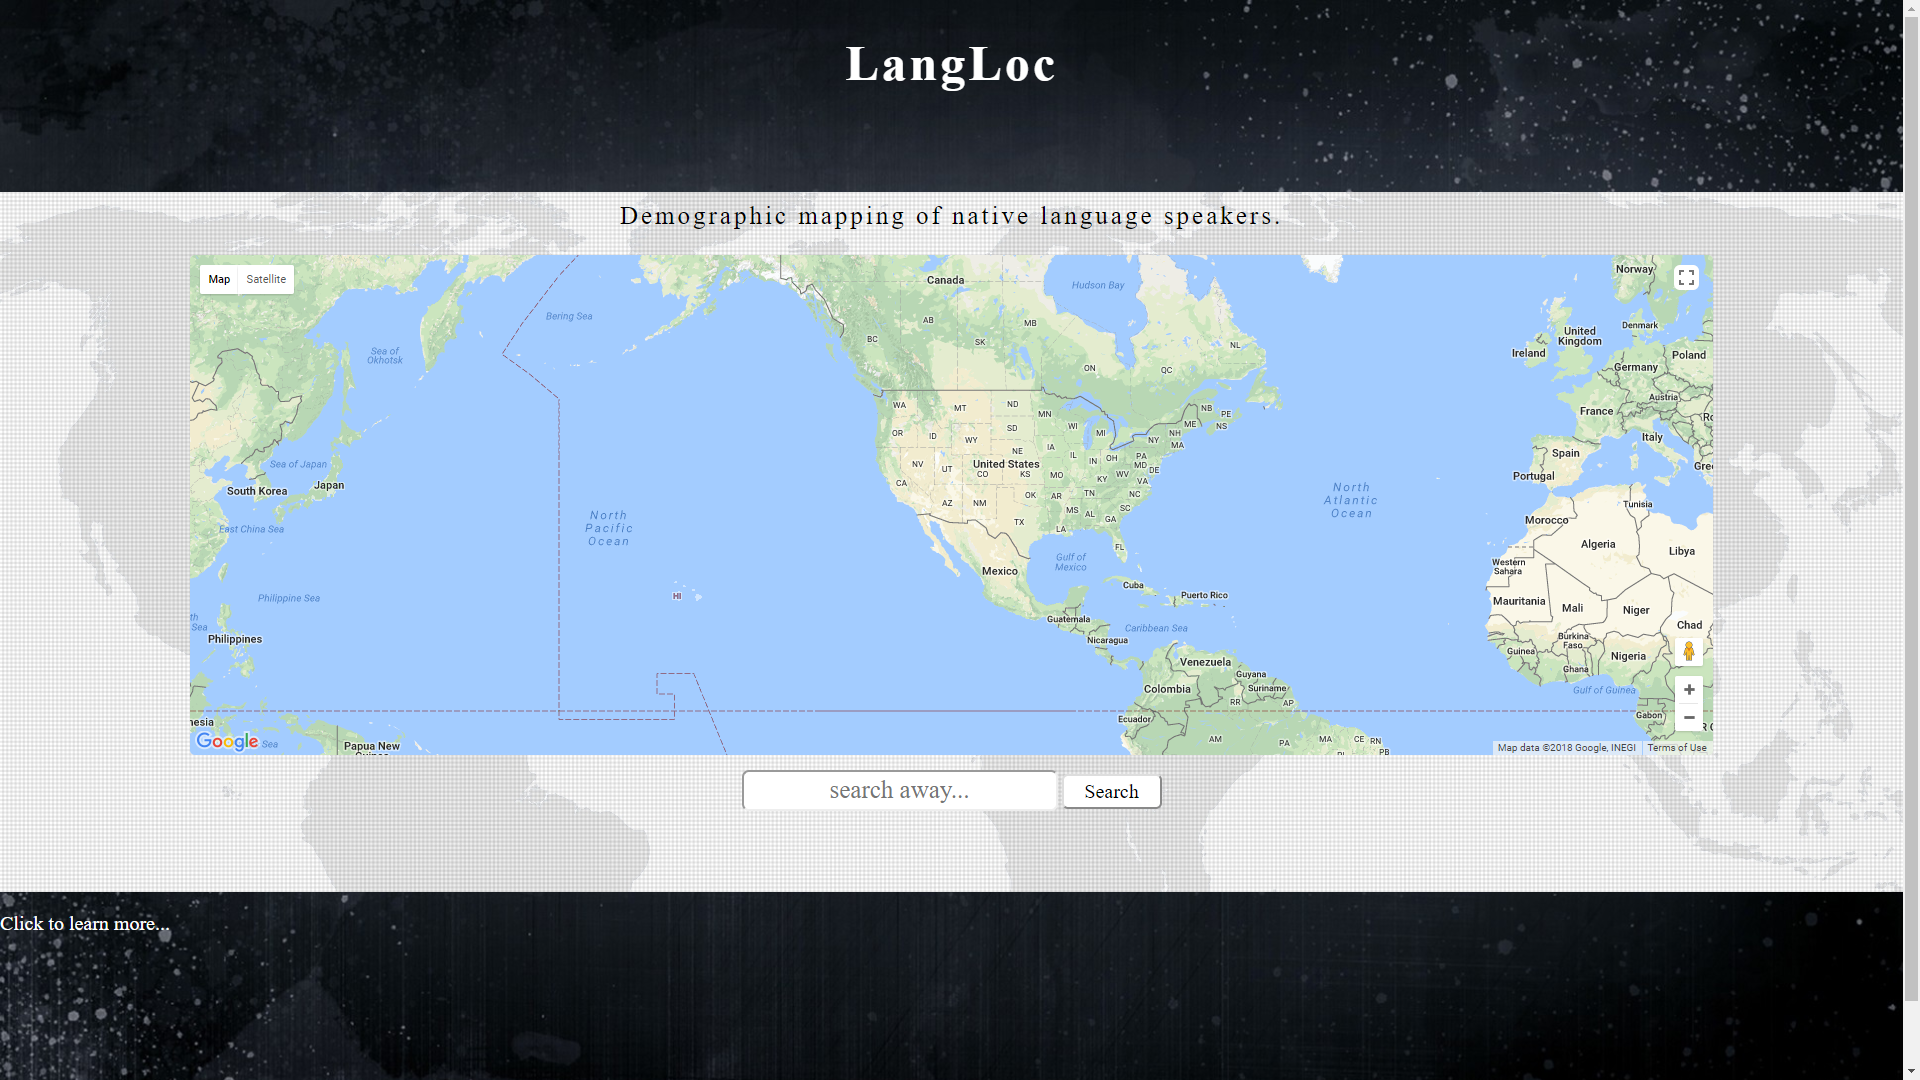 LangLoc
Demographic mapping of native language speakers.
Map Satellite
Canada
Hudson Bay
Norway
Bering Sea
AB
MB
Denmark
United
Kingdom
BC
SK
NL
Sea of
Okhotsk
Ireland
Poland
ON
QC
Germany
Austria
WA
MT
ND
MN
NB
PE
France
OR
ID
WY
SD
WI
MI
NY
NH
ME
NS
MA
Italy
Sea of Japan
NV
UT
United States
CO
NE
KS
IA
IL
IN
OH
PA
MD
DE
Spain
Portugal
Gree
South Korea
Japan
CA
MO
KY
WV
VA
North
Atlantic
Ocean
AZ
NM
OK
AR
TN
NC
Tunisia
East China Sea
North
Pacific
Ocean
TX
MS
AL
GA
SC
LA
Morocco
Algeria
Libya
FL
Gulf of
Mexico
Western
Sahara
Mexico
Cuba
Puerto Rico
HI
Philippine Sea
Mauritania
Mali
Niger
Chad
th
Sea
Guatemala
Caribbean Sea
Nicaragua
Philippines
Burkina
Faso
Guinea
Nigeria
Venezuela
Guyana
Suriname
Ghana
Colombia
RR
AP
Gulf of Guinea
Ecuador
Gabon
nesia
Google
Sea
Papua New
AM
PA
MA
CE
RN
PB
Map data ©2018 Google, INEGI Terms of Use
search away... Search
Click to learn more...